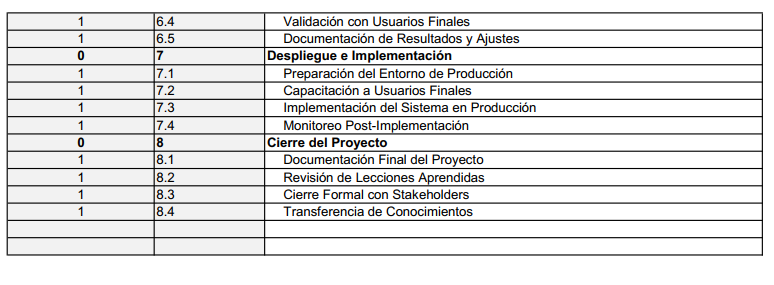 1 6.4 Validación con Usuarios Finales
1 6.5 Documentación de Resultados y Ajustes
0 7 Despliegue e Implementación
1 7.1 Preparación del Entorno de Producción
1 7.2 Capacitación a Usuarios Finales
1 7.3 Implementación del Sistema en Producción
1 7.4 Monitoreo Post-Implementación
0 8 Cierre del Proyecto
1 8.1 Documentación Final del Proyecto
1 8.2 Revisión de Lecciones Aprendidas
1 8.3 Cierre Formal con Stakeholders
1 8.4 Transferencia de Conocimientos